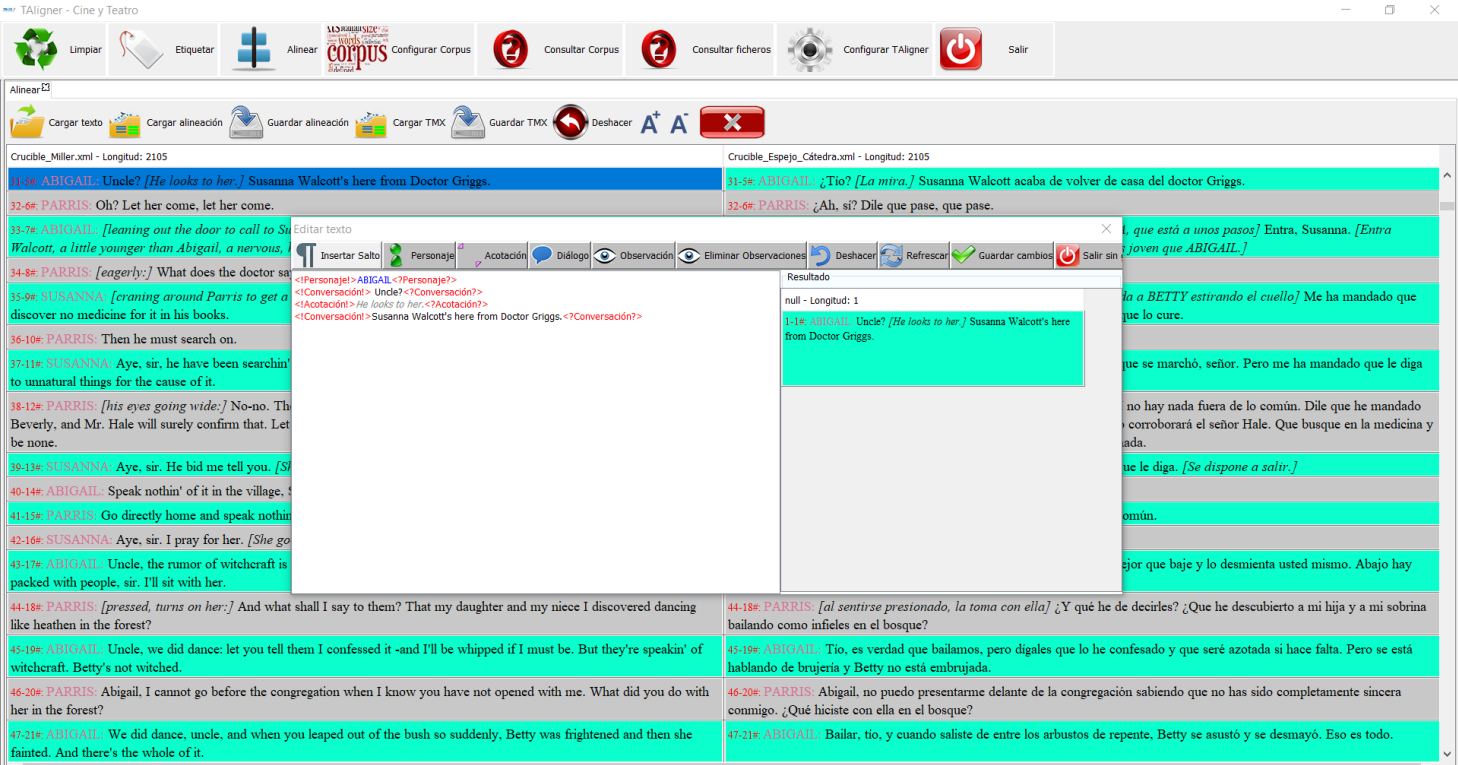 TAligner - Cine y Teatro
Limpiar
Etiquetar
Alinear
corpus
Configurar Corpus
Consultar Corpus
Consultar ficheros
Configurar TAligner
Salir
Alinear
Cargar texto
Cargar alineación
Guardar alineación
Cargar TMX
Guardar TMX
Deshacer
A+
A-
Crucible_Miller.xml - Longitud: 2105
Crucible_Espejo_Cátedra.xml - Longitud: 2105
31-5#: ABIGAIL: Uncle? [He looks to her.] Susanna Walcott's here from Doctor Griggs.
31-5#: ABIGAIL: ¿Tío? [La mira.] Susanna Walcott acaba de volver de casa del doctor Griggs.
32-6#: PARRIS: Oh? Let her come, let her come.
32-6#: PARRIS: ¿Ah, sí? Dile que pase, que pase.
33-7#: ABIGAIL: [leaning out the door to call to Su
Walcott, a little younger than Abigail, a nervous,
, que está a unos pasos] Entra, Susanna. [Entra
joven que ABIGAIL.]
34-8#: PARRIS: [eagerly:] What does the doctor sa
35-9#: SUSANNA: [craning around Parris to get a
discover no medicine for it in his books.
da a BETTY estirando el cuello] Me ha mandado que
que lo cure.
36-10#: PARRIS: Then he must search on.
37-11#: SUSANNA: Aye, sir, he have been searchin'
to unnatural things for the cause of it.
ue se marchó, señor. Pero me ha mandado que le diga
38-12#: PARRIS: [his eyes going wide:] No-no. Th
Beverly, and Mr. Hale will surely confirm that. Let
be none.
no hay nada fuera de lo común. Dile que he mandado
corroborará el señor Hale. Que busque en la medicina y
ada.
39-13#: SUSANNA: Aye, sir. He bid me tell you. [Sh
ue le diga. [Se dispone a salir.]
40-14#: ABIGAIL: Speak nothin' of it in the village,
41-15#: PARRIS: Go directly home and speak nothin
omún.
42-16#: SUSANNA: Aye, sir. I pray for her. [She go
43-17#: ABIGAIL: Uncle, the rumor of witchcraft is
packed with people, sir. I'll sit with her.
ejor que baje y lo desmienta usted mismo. Abajo hay
44-18#: PARRIS: [pressed, turns on her:] And what shall I say to them? That my daughter and my niece I discovered dancing
like heathen in the forest?
44-18#: PARRIS: [al sentirse presionado, la toma con ella] ¿Y qué he de decirles? ¿Que he descubierto a mi hija y a mi sobrina
bailando como infieles en el bosque?
45-19#: ABIGAIL: Uncle, we did dance: let you tell them I confessed it -and I'll be whipped if I must be. But they're speakin' of
witchcraft. Betty's not witched.
45-19#: ABIGAIL: Tío, es verdad que bailamos, pero dígales que lo he confesado y que seré azotada si hace falta. Pero se está
hablando de brujería y Betty no está embrujada.
46-20#: PARRIS: Abigail, I cannot go before the congregation when I know you have not opened with me. What did you do with
her in the forest?
46-20#: PARRIS: Abigail, no puedo presentarme delante de la congregación sabiendo que no has sido completamente sincera
conmigo. ¿Qué hiciste con ella en el bosque?
47-21#: ABIGAIL: We did dance, uncle, and when you leaped out of the bush so suddenly, Betty was frightened and then she
fainted. And there's the whole of it.
47-21#: ABIGAIL: Bailar, tío, y cuando saliste de entre los arbustos de repente, Betty se asustó y se desmayó. Eso es todo.
Editar texto
Insertar Salto
Personaje
Acotación
Diálogo
Observación
Eliminar Observaciones
Deshacer
Refrescar
Guardar cambios
Salir sin
<!Personaje!>ABIGAIL<?Personaje?>
<!Conversación!> Uncle?<?Conversación?>
<!Acotación!>He looks to her.<?Acotación?>
<!Conversación!>Susanna Walcott's here from Doctor Griggs.<?Conversación?>
Resultado
null - Longitud: 1
1-1#: ABIGAIL: Uncle? [He looks to her.] Susanna Walcott's here
from Doctor Griggs.